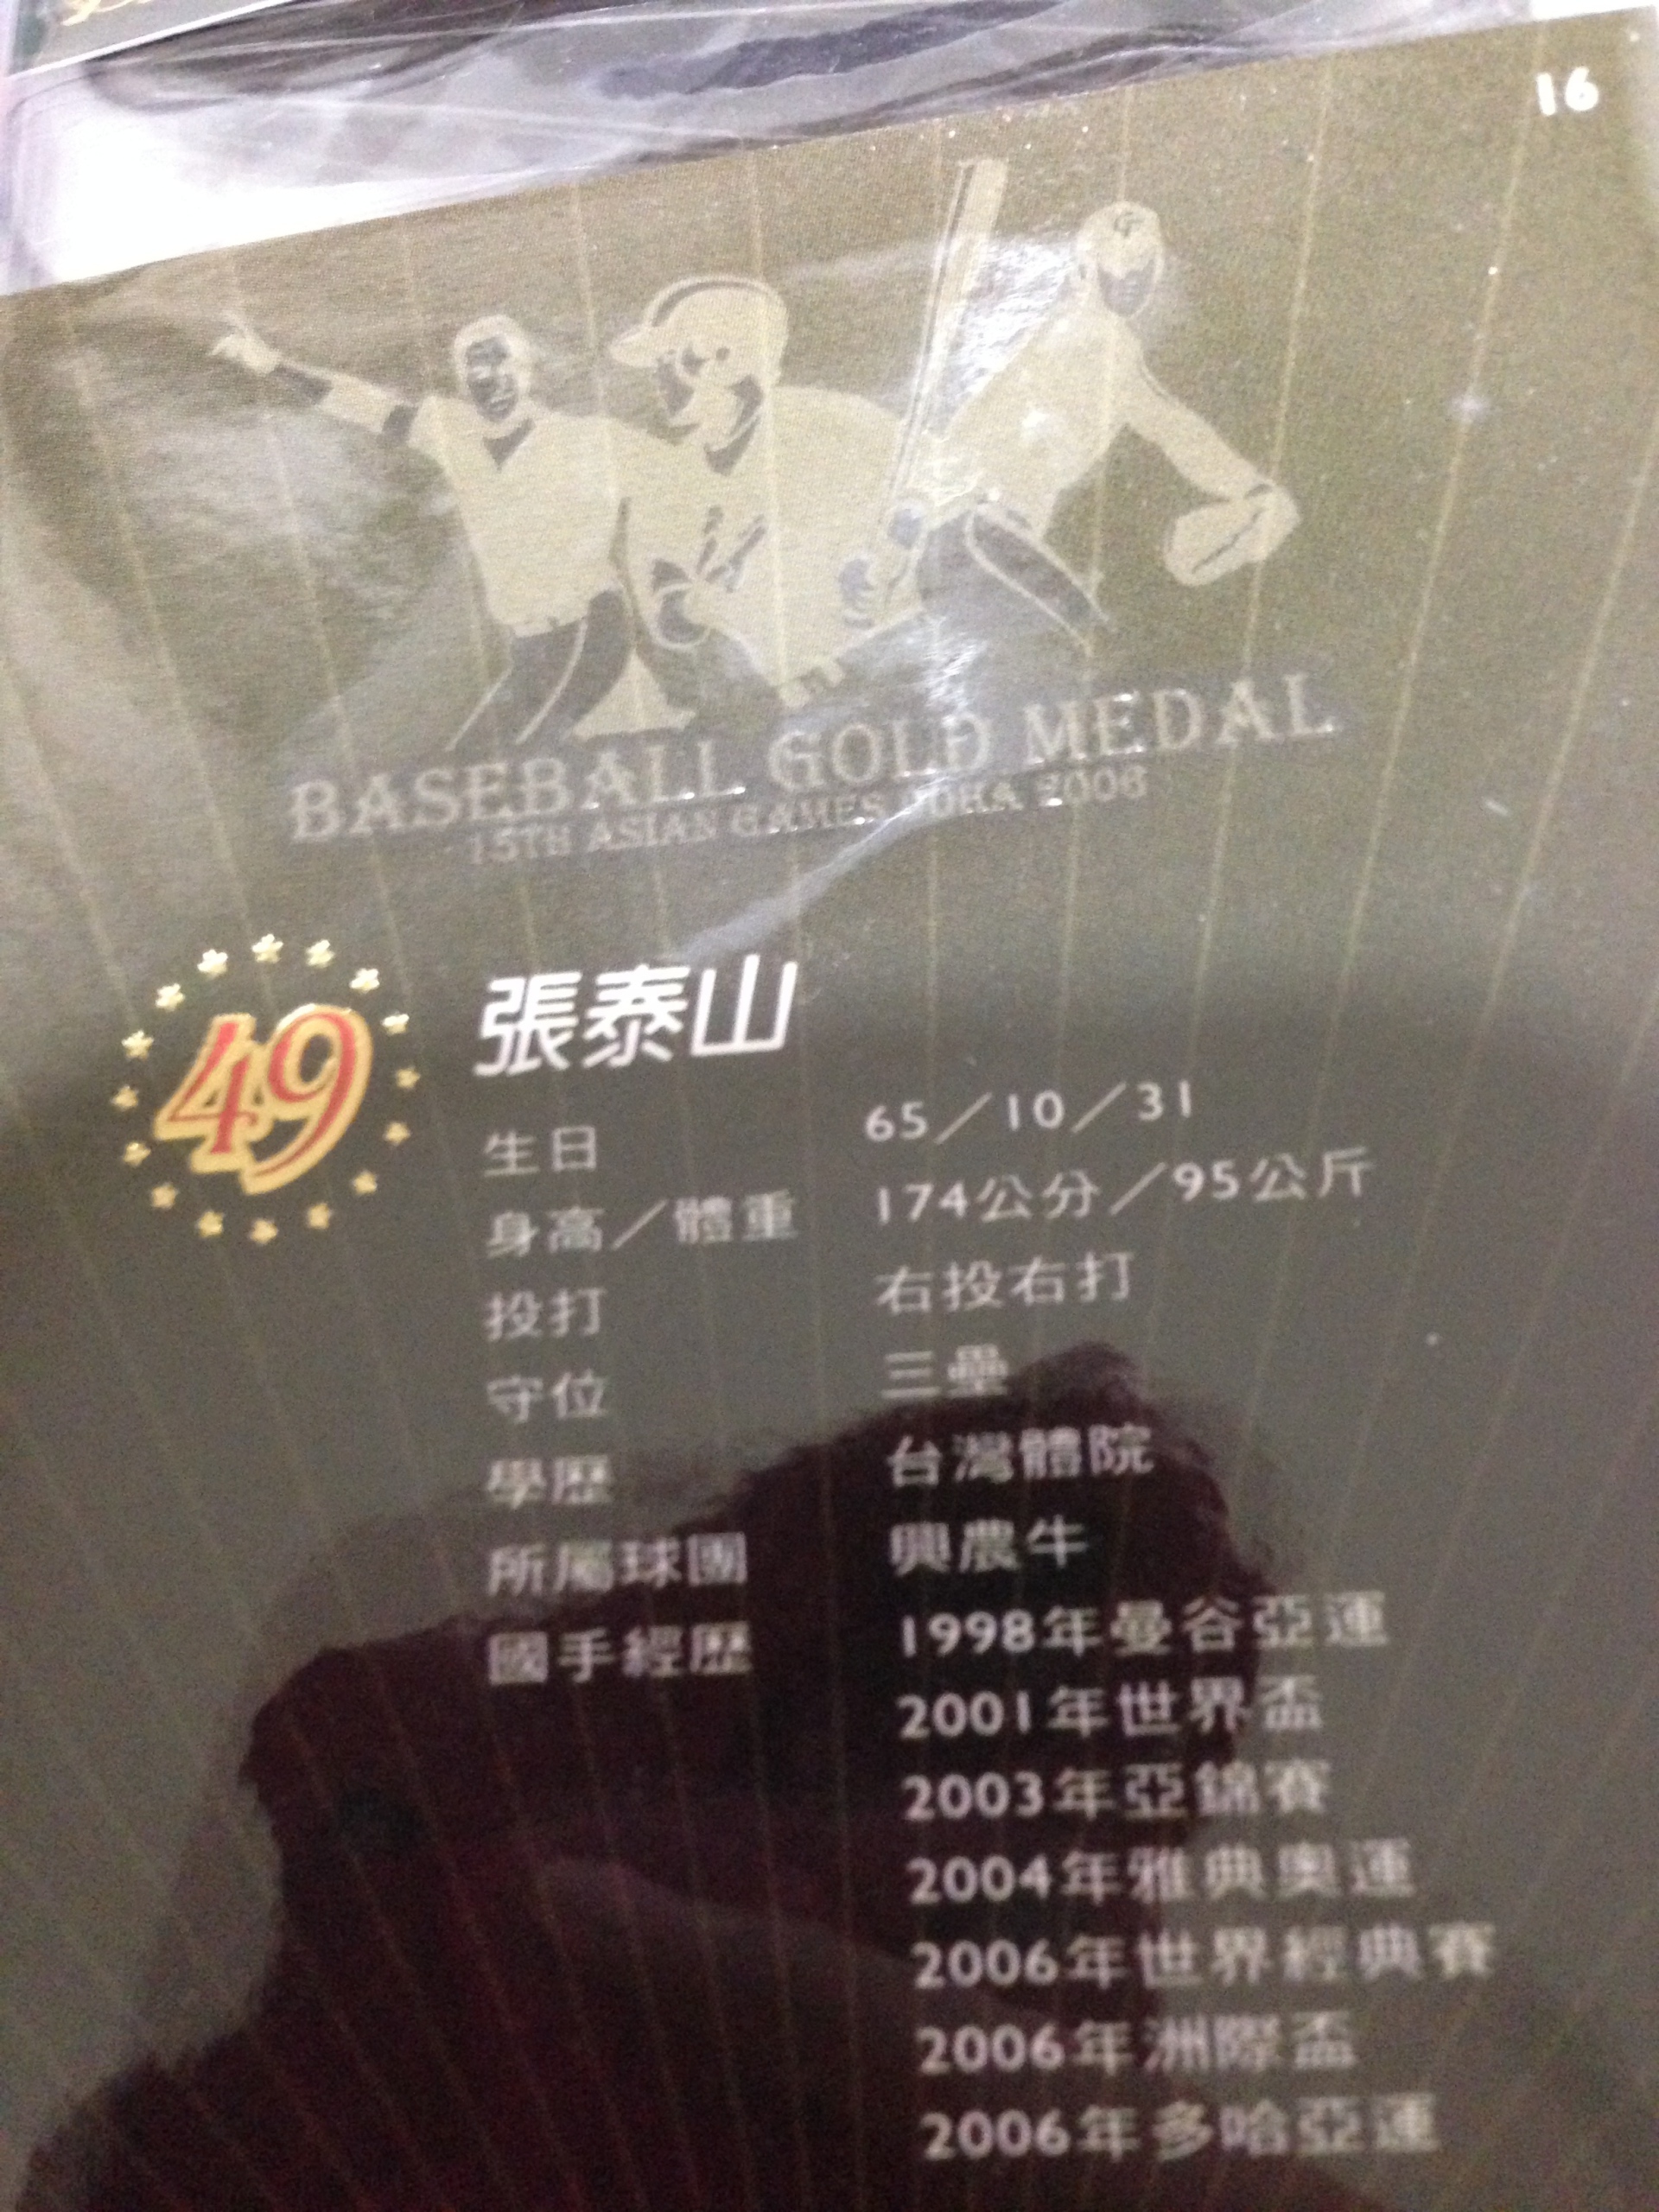 16
BASEBALL GOLD MEDAL
15TH ASIAN GAMES DOHA 2006
49
張泰山
生日 65／10／31
身高／體重 174公分／95公斤
投打 右投右打
守位 三壘
學歷 台灣體院
所屬球團 興農牛
國手經歷 1998年曼谷亞運
2001年世界盃
2003年亞錦賽
2004年雅典奧運
2006年世界經典賽
2006年洲際盃
2006年多哈亞運